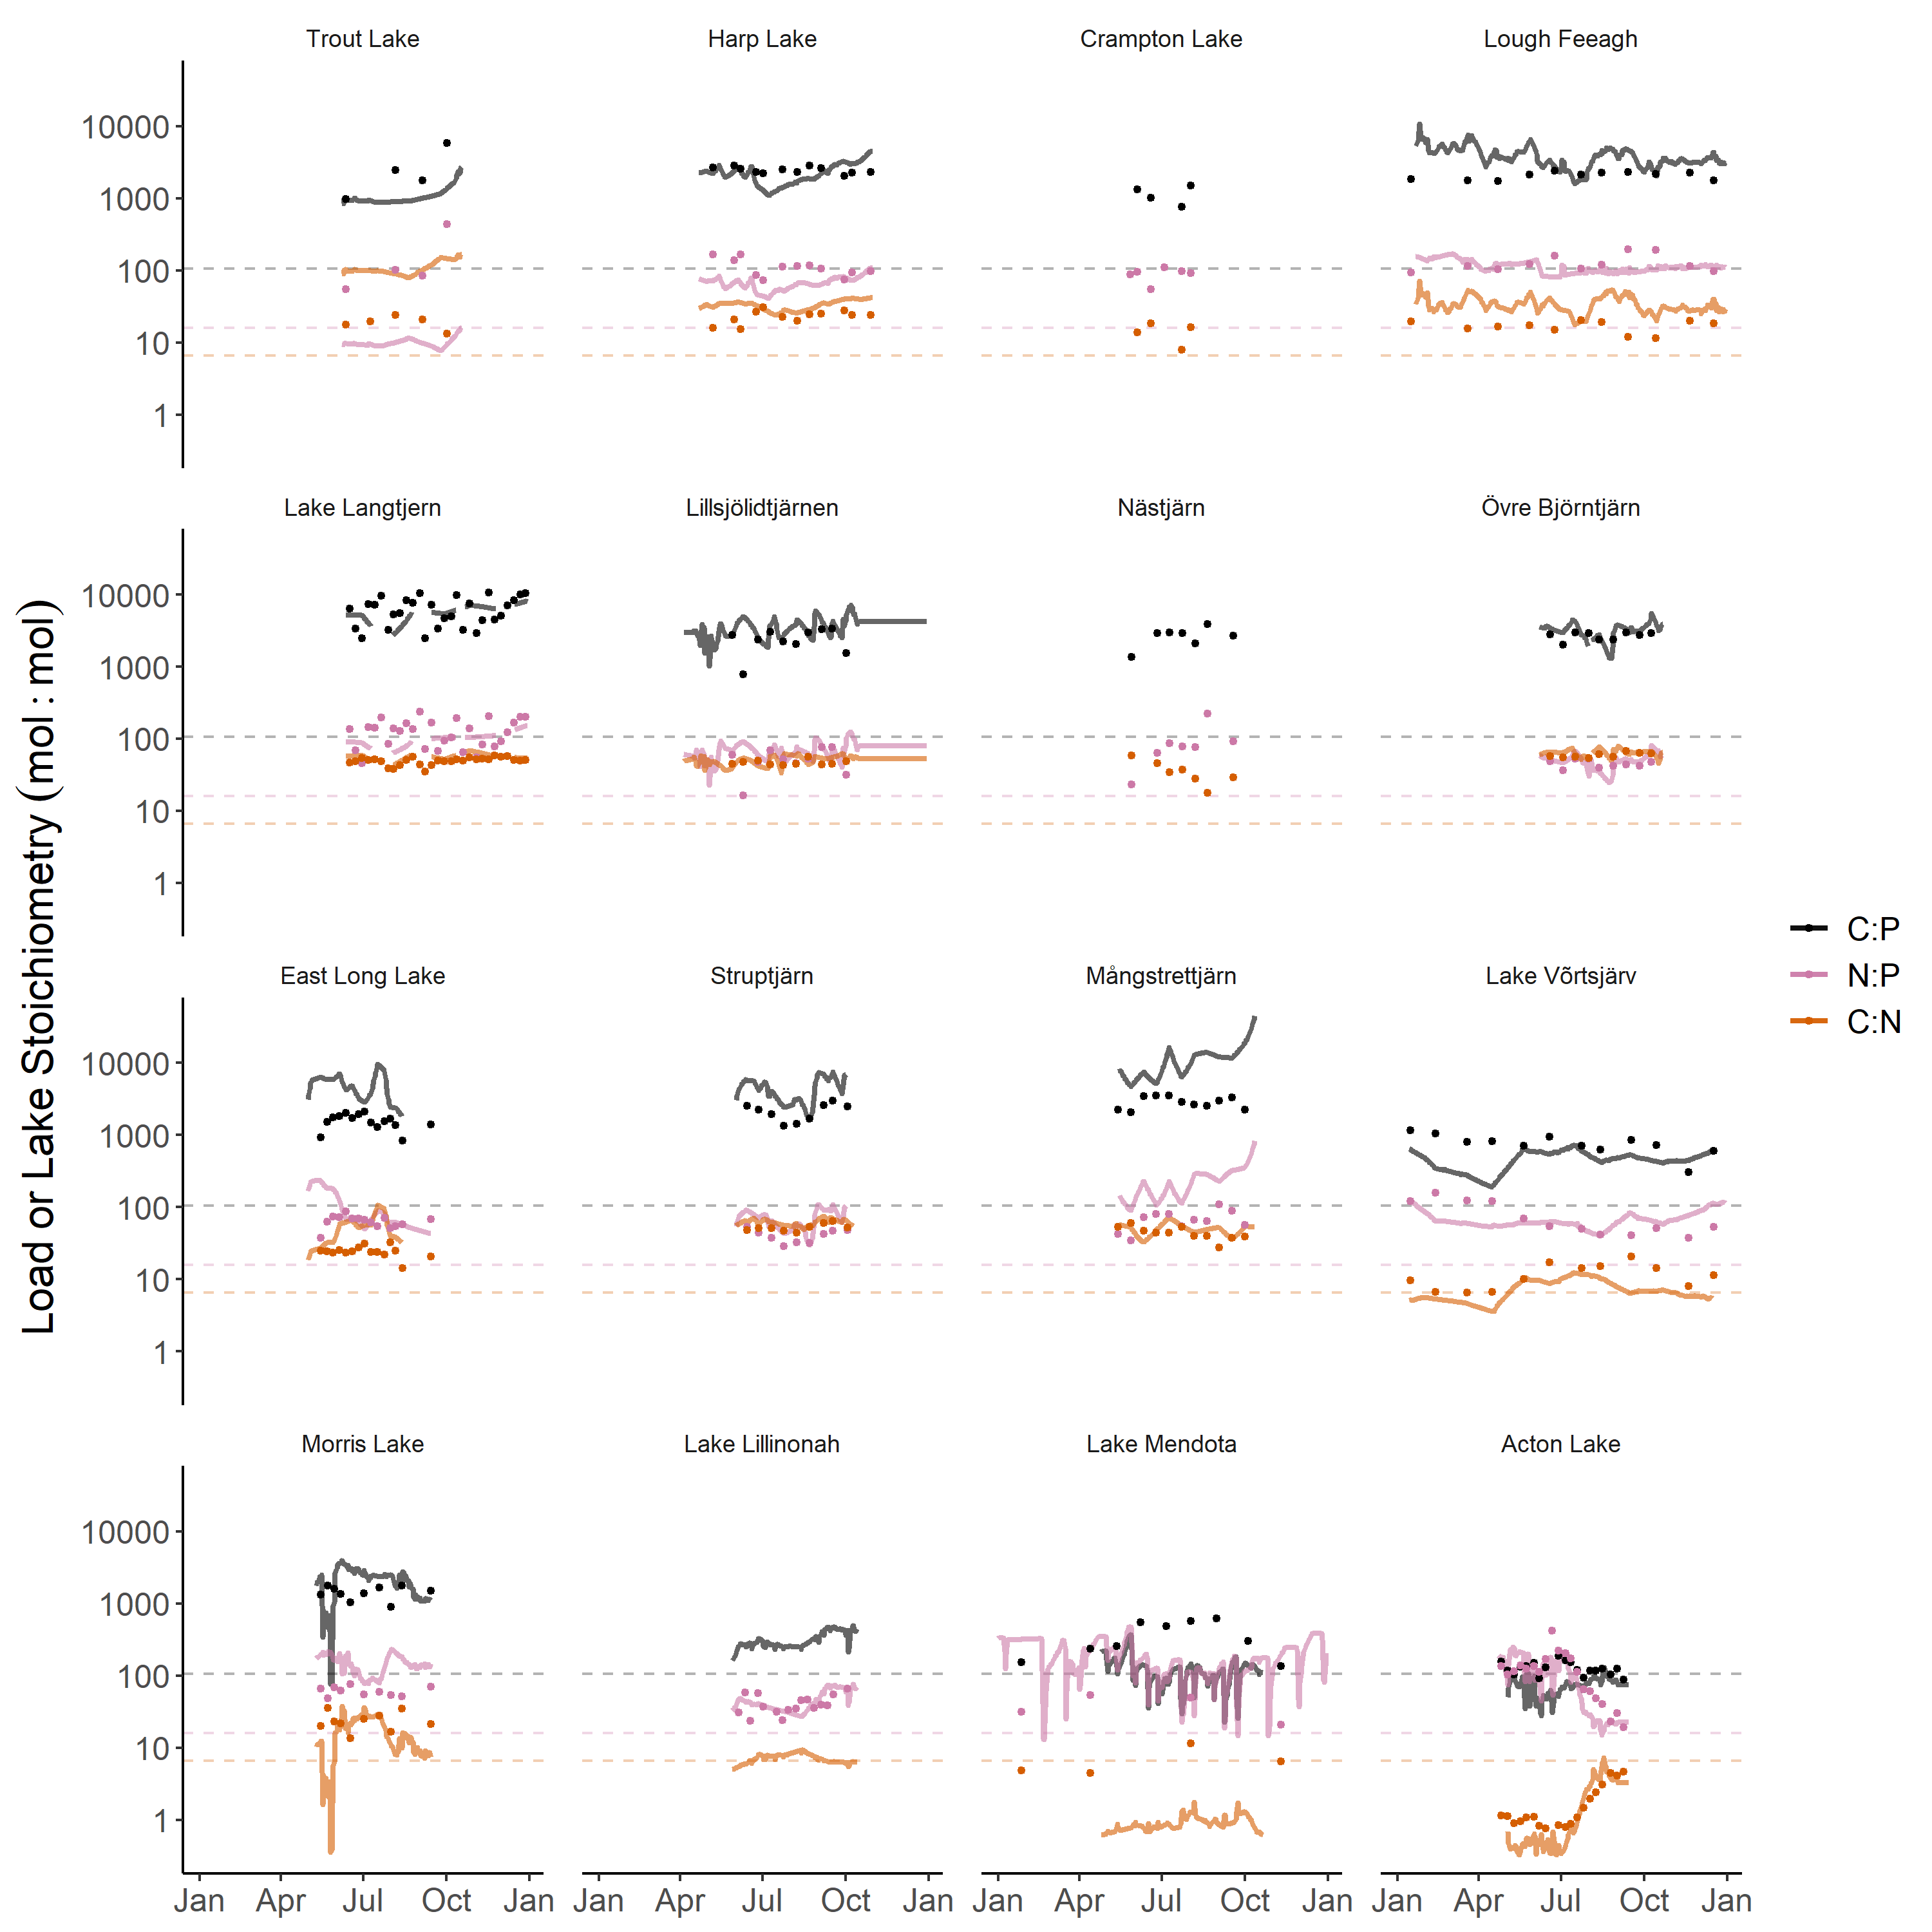 Trout Lake Harp Lake Crampton Lake Lough Feeagh
10000
1000
100
10
1
Lake Langtjern Lillsjölidtjärnen Nästjärn Övre Björntjärn
10000
1000
100
10
1
Load or Lake Stoichiometry (mol : mol)
C:P
N:P
C:N
East Long Lake Struptjärn Mångstrettjärn Lake Võrtsjärv
10000
1000
100
10
1
Morris Lake Lake Lillinonah Lake Mendota Acton Lake
10000
1000
100
10
1
Jan Apr Jul Oct Jan Jan Apr Jul Oct Jan Jan Apr Jul Oct Jan Jan Apr Jul Oct Jan